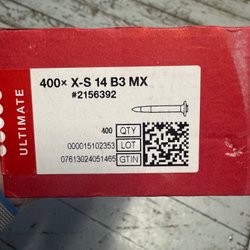 400× X-S 14 B3 MX
#2156392
ULTIMATE
400 QTY
000015102353 LOT
07613024051465 GTIN